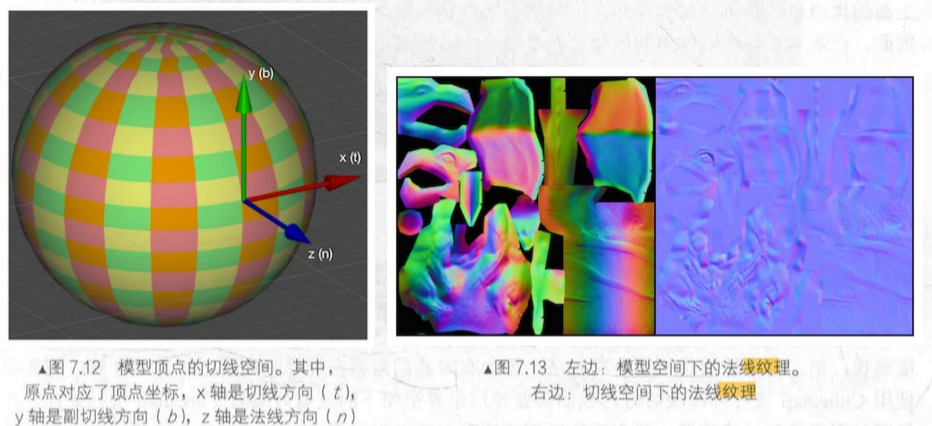 y (b)
x (t)
z (n)
▲图 7.12 模型顶点的切线空间。其中，
原点对应了顶点坐标，x 轴是切线方向（t），
y 轴是副切线方向（b），z 轴是法线方向（n）
▲图 7.13 左边：模型空间下的法线纹理。
右边：切线空间下的法线纹理